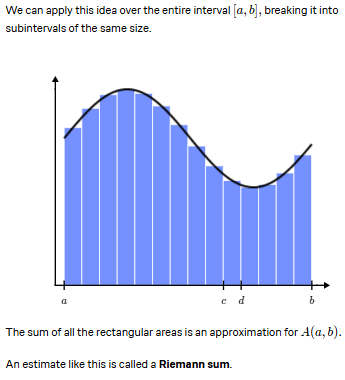 We can apply this idea over the entire interval [a, b], breaking it into
subintervals of the same size.
a c d b
The sum of all the rectangular areas is an approximation for A(a, b).
An estimate like this is called a Riemann sum.